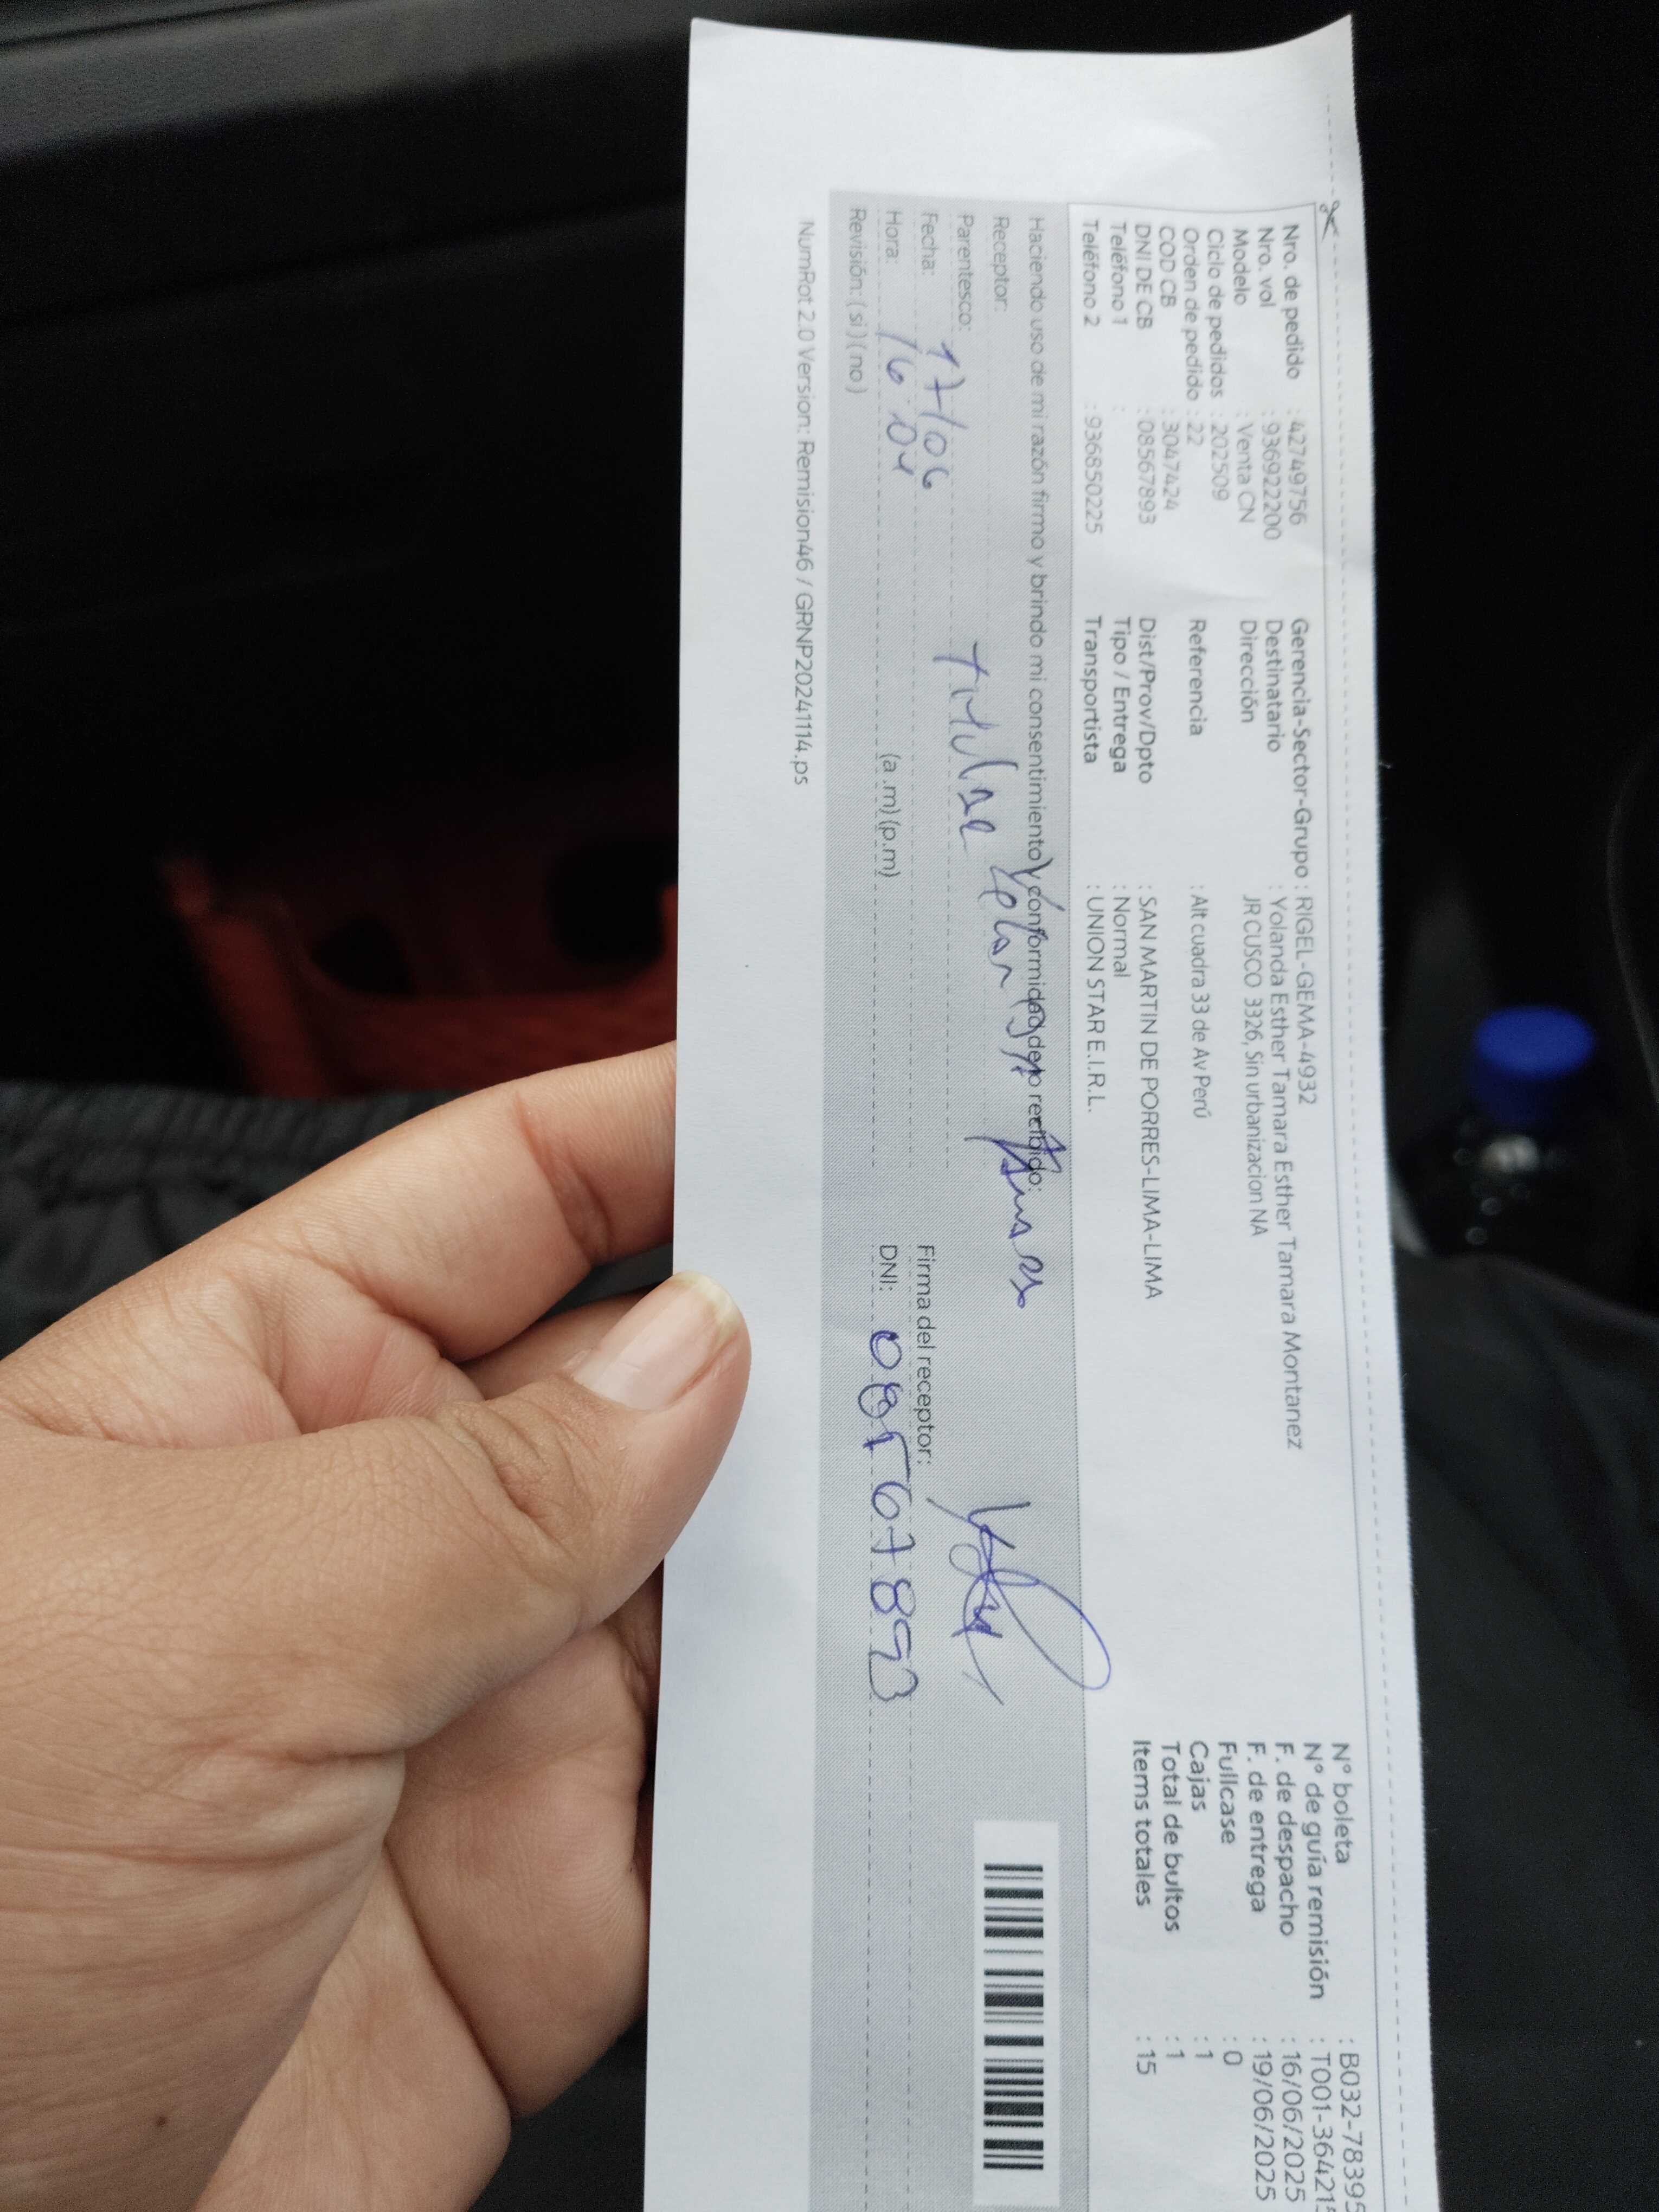 Nro. de pedido : 42749756
Nro. vol : 936922200
Modelo : Venta CN
Ciclo de pedidos : 202509
Orden de pedido : 22
COD CB : 3047424
DNI DE CB : 08567893
Teléfono 1 :
Teléfono 2 : 936850225
Gerencia-Sector-Grupo : RIGEL-GEMA-4932
Destinatario : Yolanda Esther Tamara Esther Tamara Montanez
Dirección JR CUSCO 3326, Sin urbanizacion NA
Referencia : Alt cuadra 33 de Av Perú
Dist/Prov/Dpto : SAN MARTIN DE PORRES-LIMA-LIMA
Tipo / Entrega : Normal
Transportista : UNION STAR E.I.R.L.
N° boleta : B032-78395
N° de guía remisión : T001-36421
F. de despacho : 16/06/2025
F. de entrega : 19/06/2025
Fullcase : 0
Cajas : 1
Total de bultos : 1
Items totales : 15
Haciendo uso de mi razón firmo y brindo mi consentimiento y conformidad de lo recibido:
Receptor:
Parentesco: titular
Fecha: 17/06
Hora: 16:04 (a.m) (p.m)
Revisión: ( si ) ( no )
Firma del receptor:
DNI: 08567893
NumRot 2.0 Version: Remision46 / GRNP20241114.ps